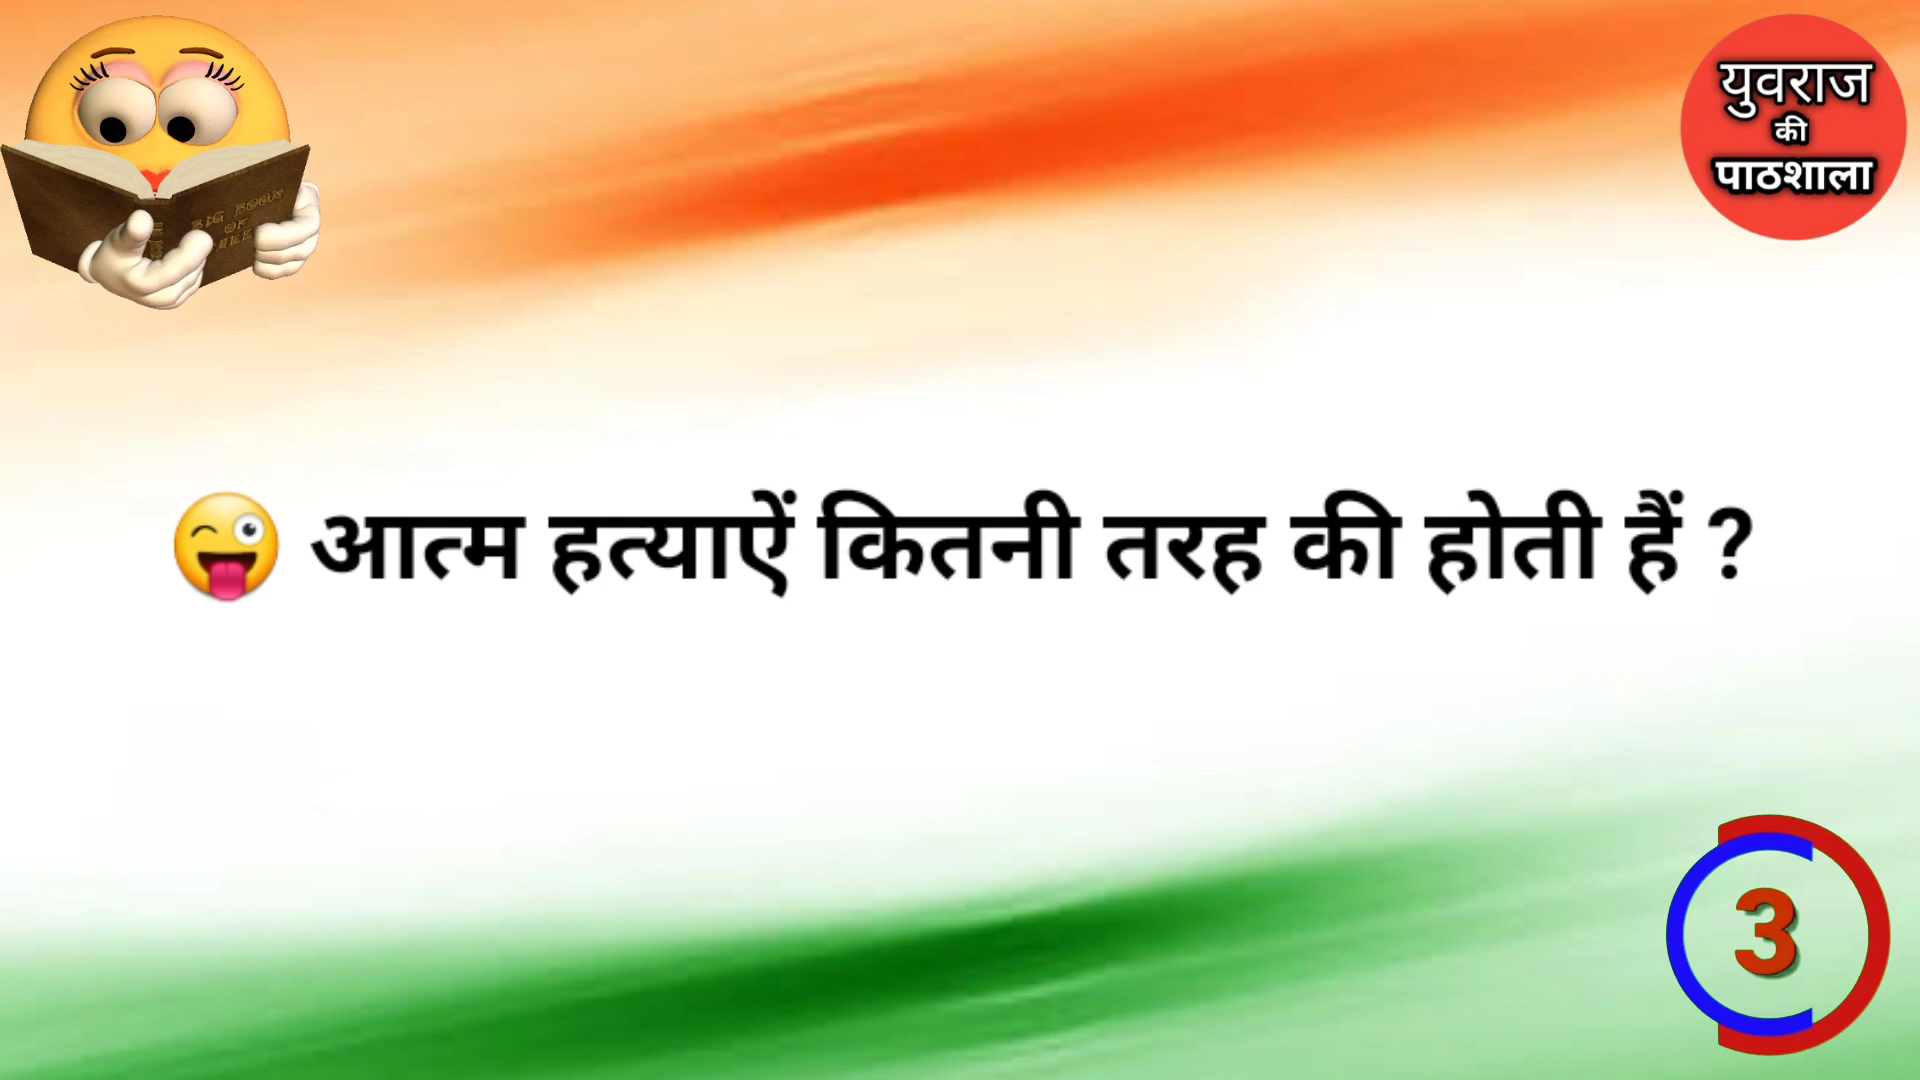 युवराज
की
पाठशाला
😜 आत्म हत्याऐं कितनी तरह की होती हैं ?
3